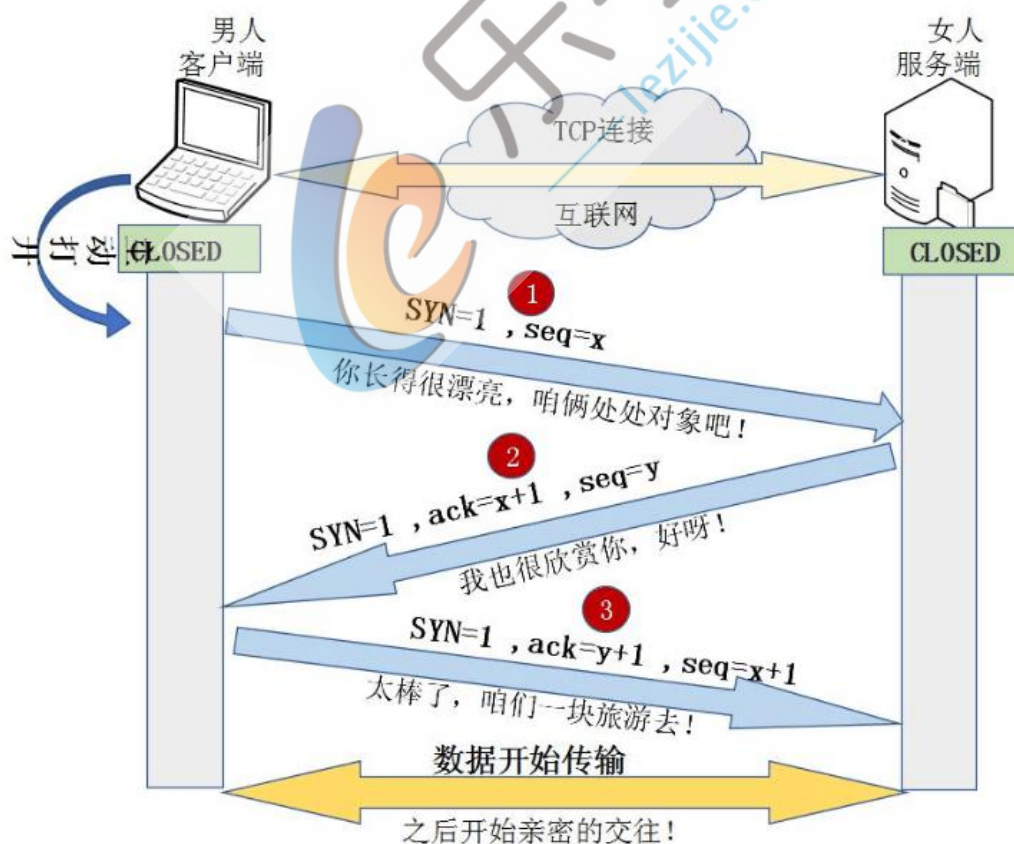 男人
客户端
女人
服务端
TCP连接
互联网
主动打开
CLOSED
CLOSED
1
SYN=1 ,seq=x
你长得很漂亮，咱俩处处对象吧！
2
SYN=1 ,ack=x+1 ,seq=y
我也很欣赏你，好呀！
3
SYN=1 ,ack=y+1 ,seq=x+1
太棒了，咱们一块旅游去！
数据开始传输
之后开始亲密的交往！